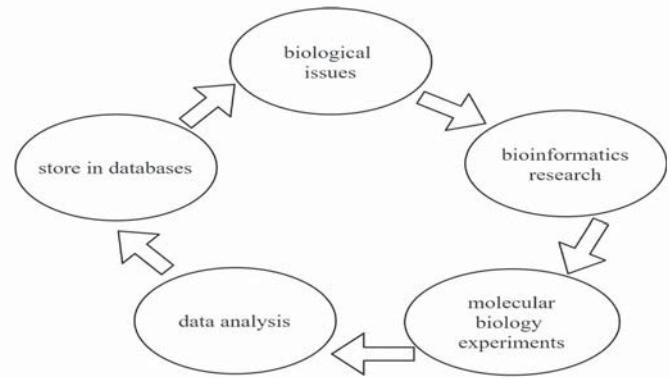 biological
issues
bioinformatics
research
molecular
biology
experiments
data analysis
store in databases